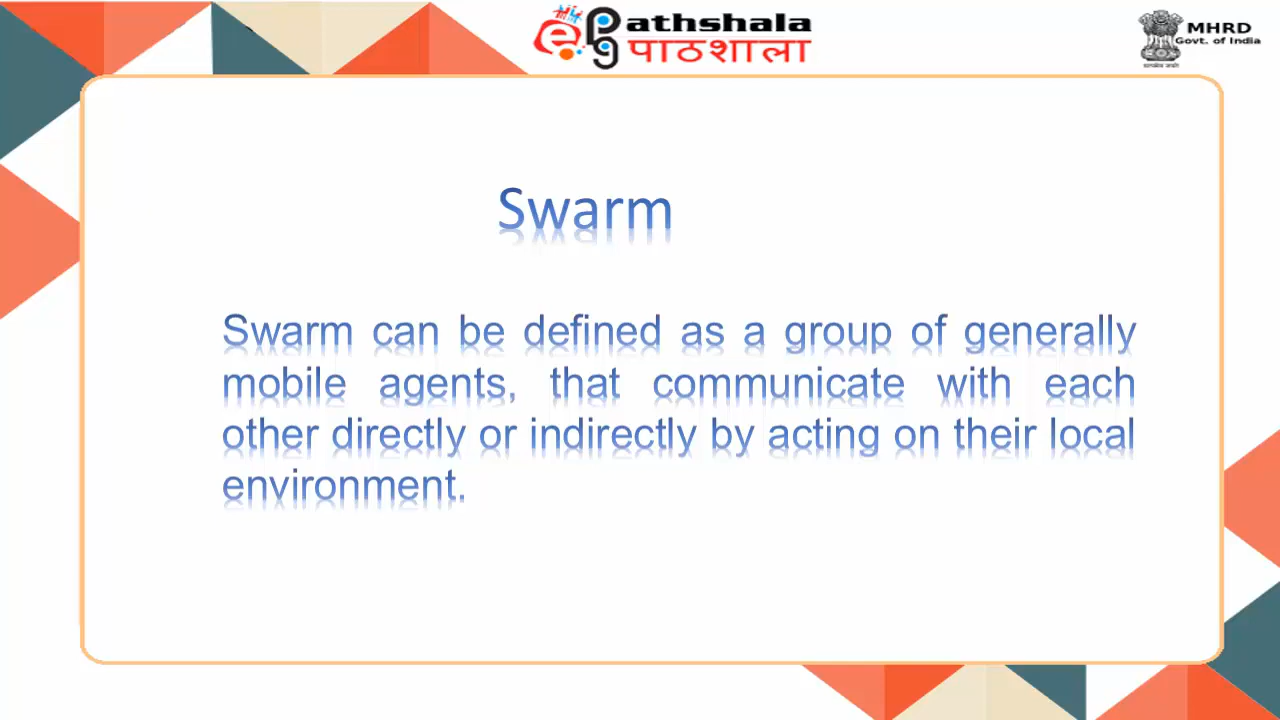 ePG Pathshala
पाठशाला
MHRD
Govt. of India
Swarm
Swarm can be defined as a group of generally
mobile agents, that communicate with each
other directly or indirectly by acting on their local
environment.